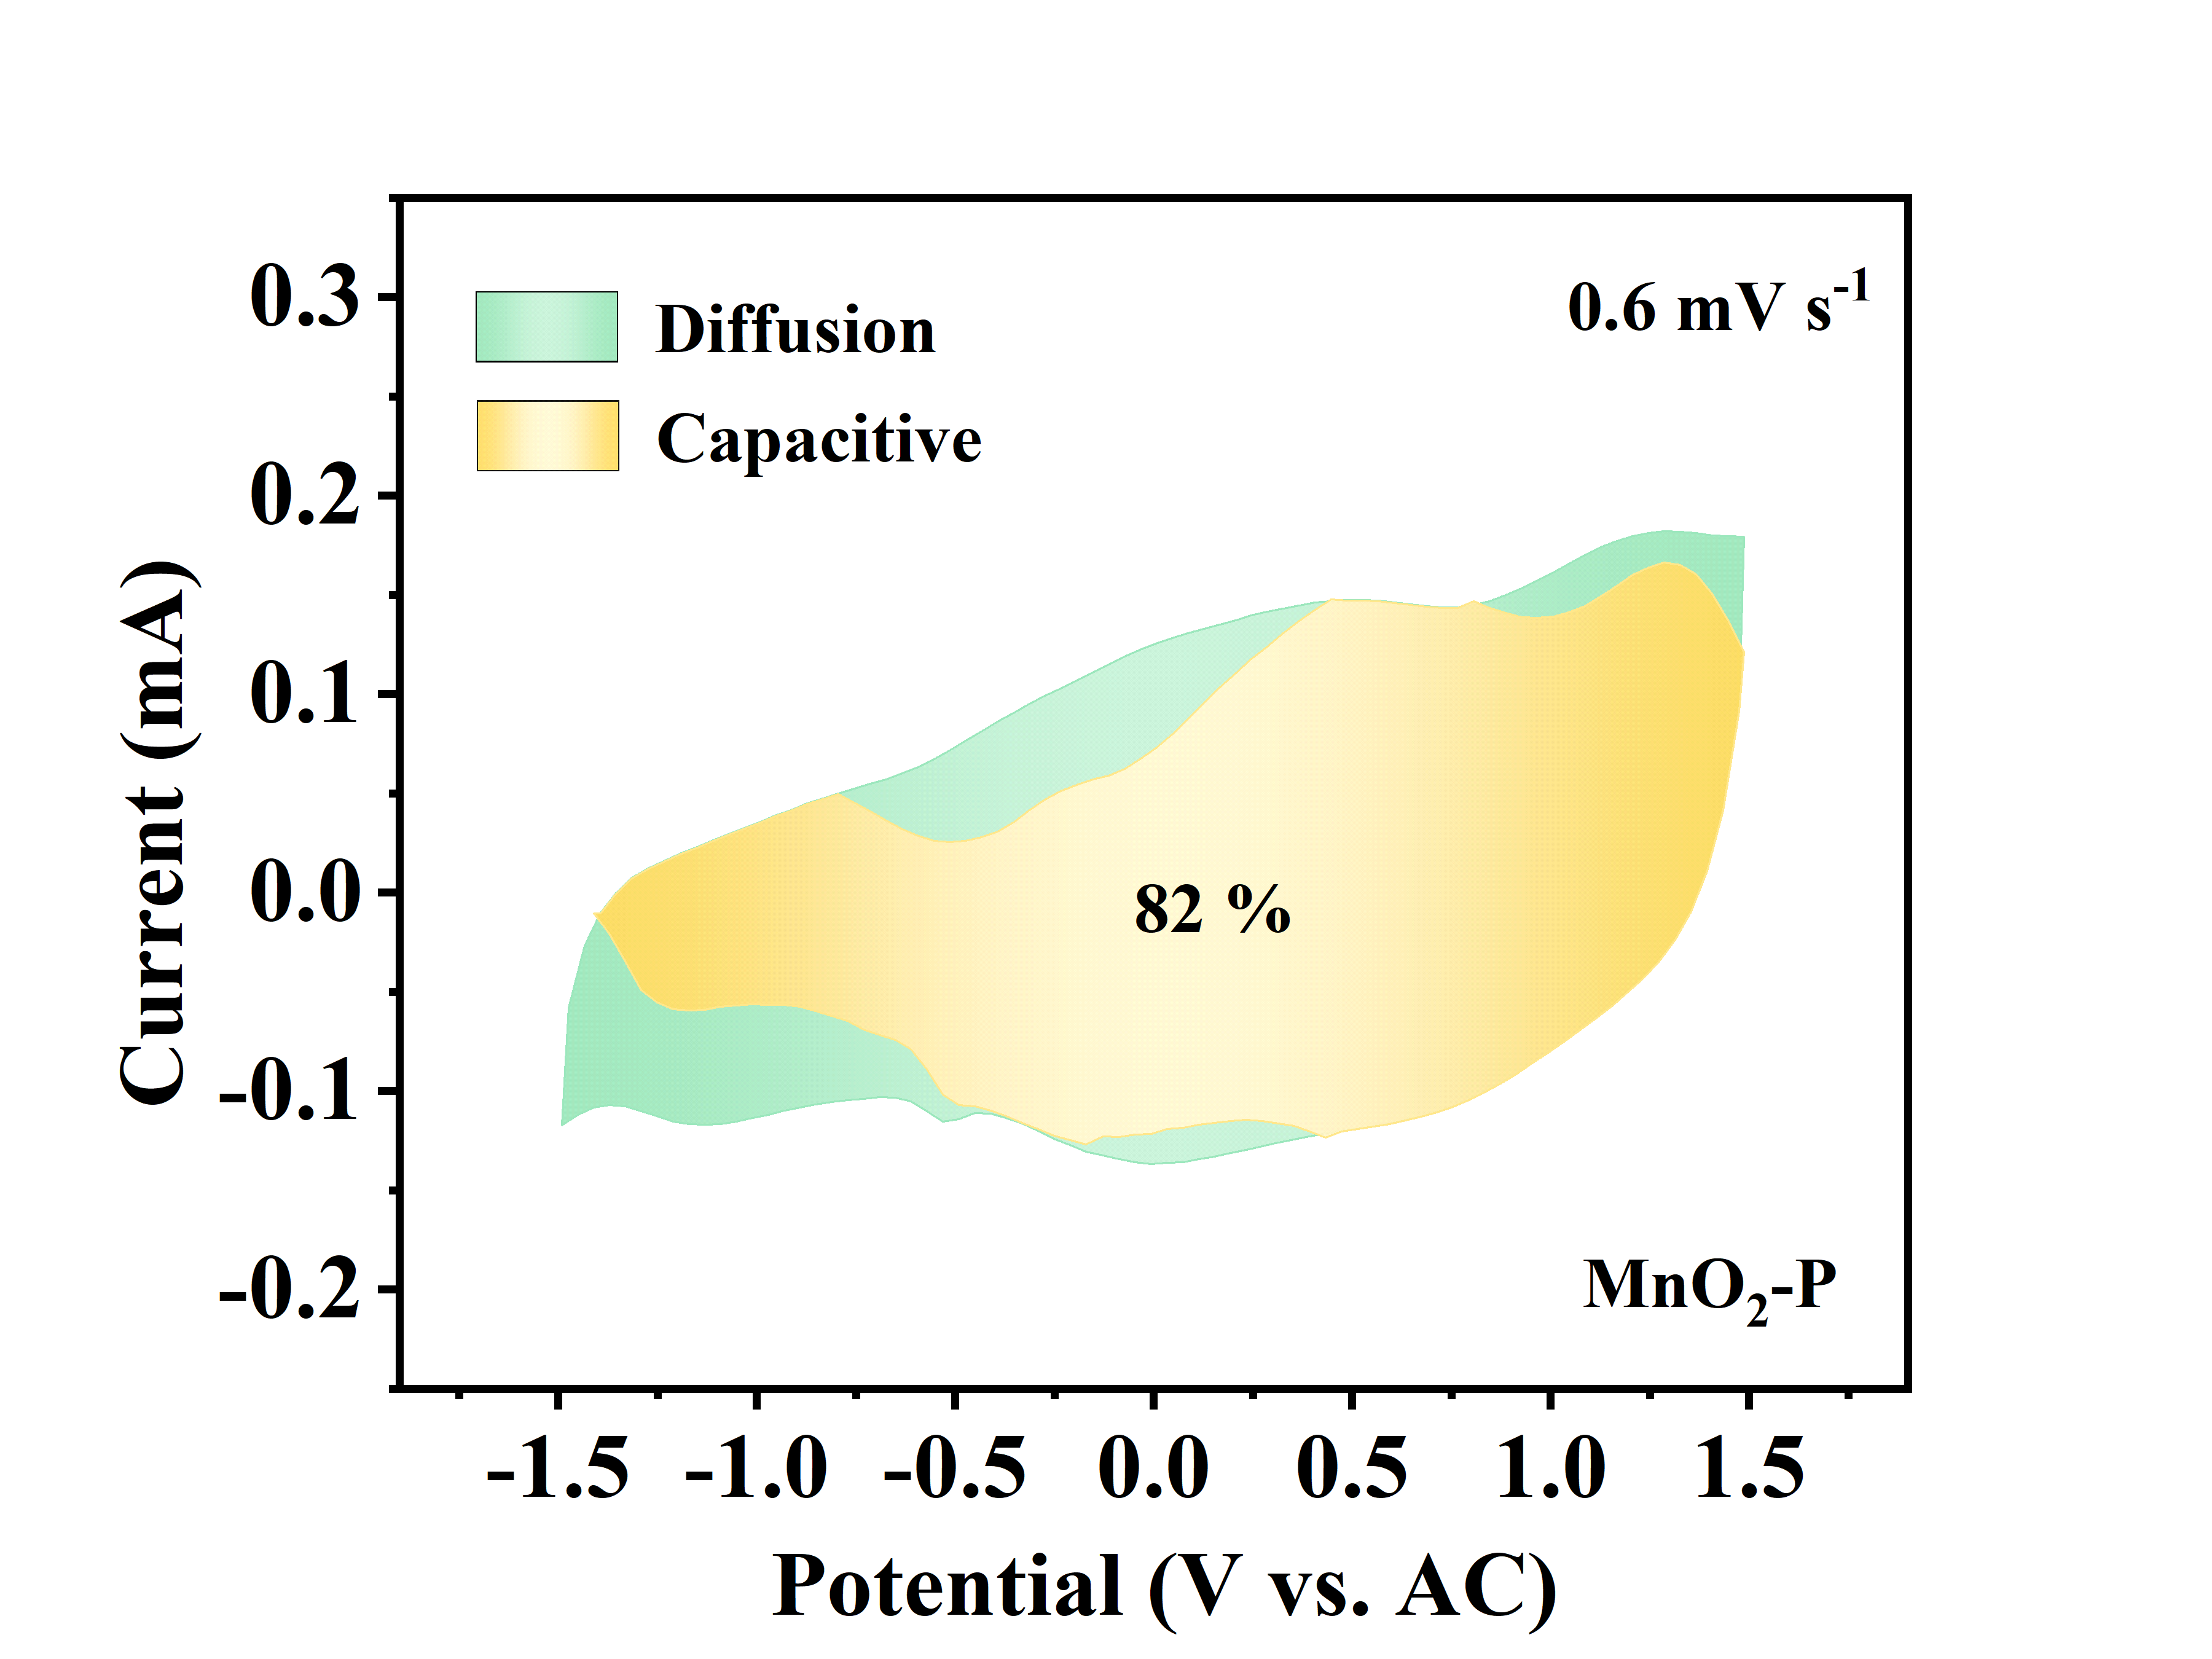 0.3
0.2
0.1
0.0
-0.1
-0.2
Current (mA)
Diffusion
Capacitive
0.6 mV s⁻¹
82 %
MnO₂-P
-1.5 -1.0 -0.5 0.0 0.5 1.0 1.5
Potential (V vs. AC)